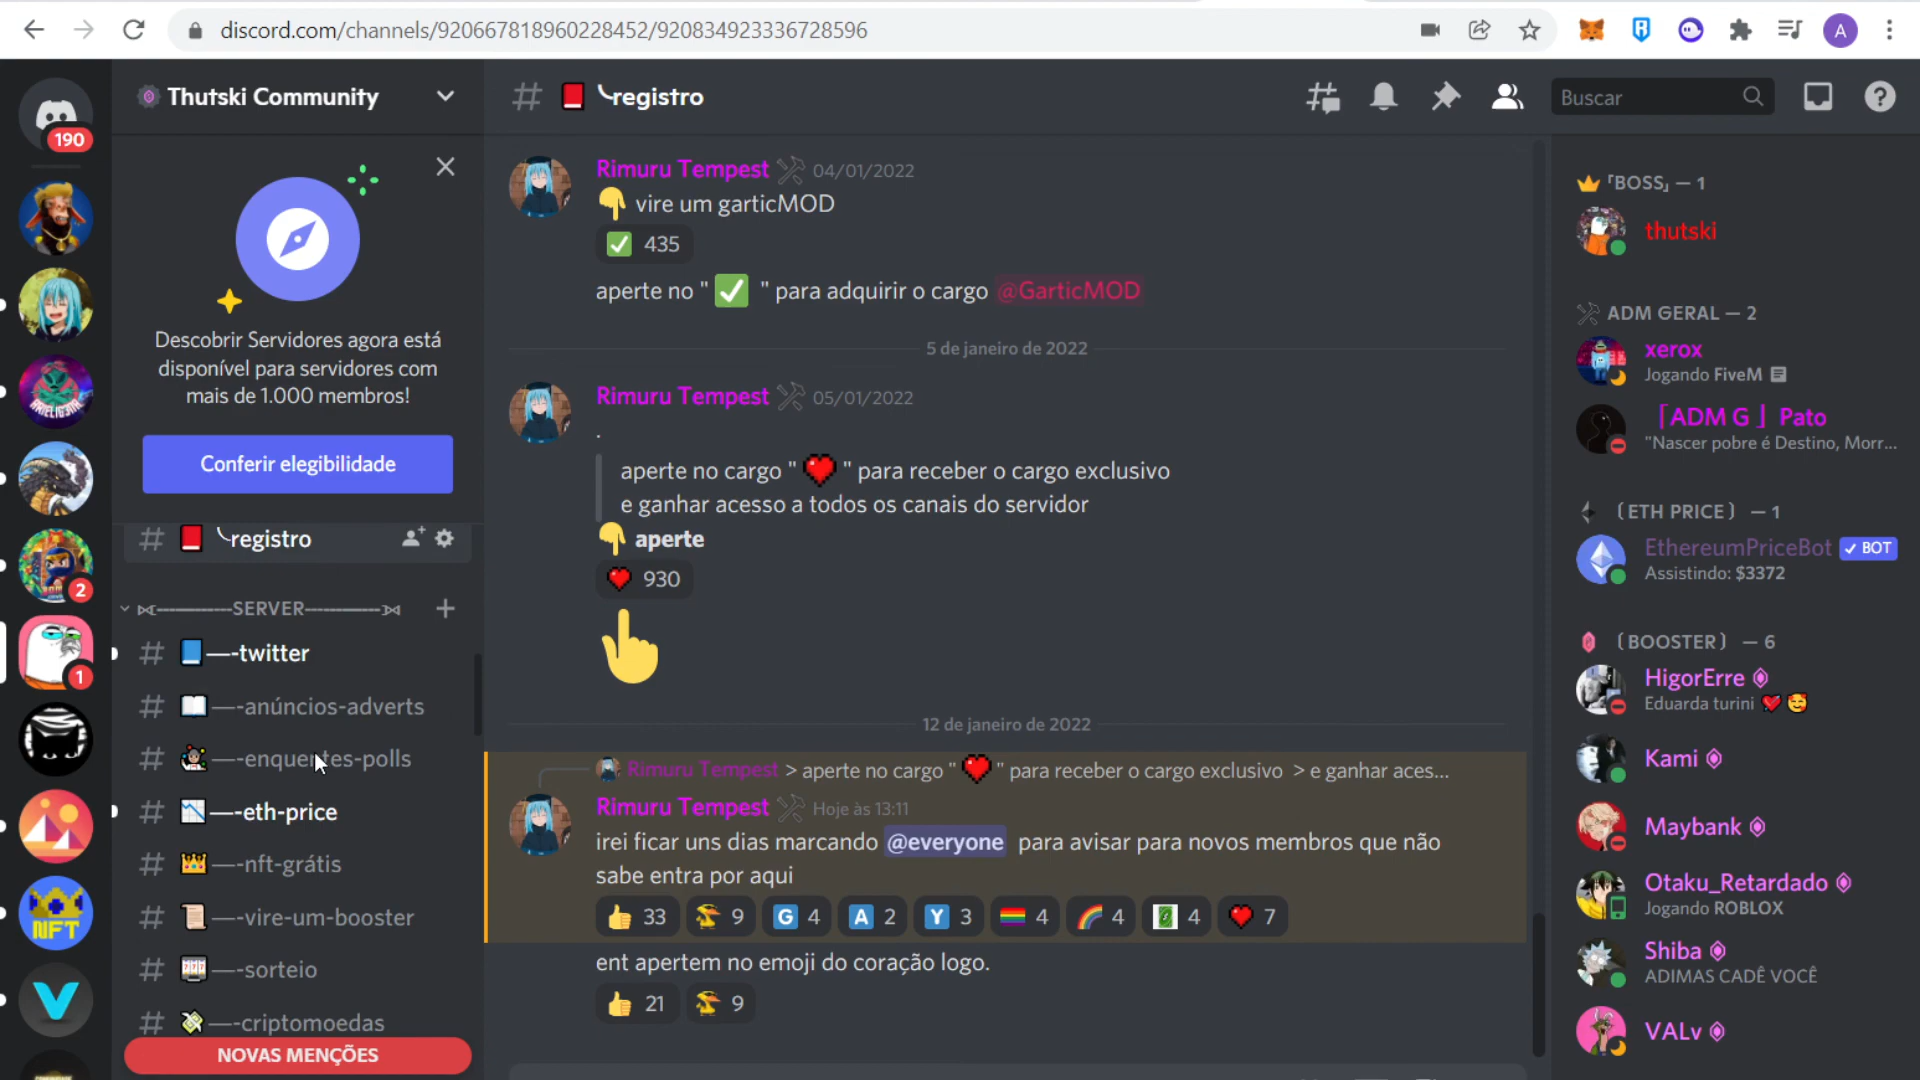 discord.com/channels/920667818960228452/920834923336728596
A
190
Thutski Community
Descobrir Servidores agora está
disponível para servidores com
mais de 1.000 membros!
Conferir elegibilidade
registro
SERVER
—-twitter
—-anúncios-adverts
—-enquetes-polls
—-eth-price
—-nft-grátis
—-vire-um-booster
—-sorteio
—-criptomoedas
NOVAS MENÇÕES
2
1
NFT
registro
Buscar
Rimuru Tempest 04/01/2022
👇 vire um garticMOD
✅ 435
aperte no " ✅ " para adquirir o cargo @GarticMOD
5 de janeiro de 2022
Rimuru Tempest 05/01/2022
.
aperte no cargo " ❤️ " para receber o cargo exclusivo
e ganhar acesso a todos os canais do servidor
👇 aperte
❤️ 930
12 de janeiro de 2022
Rimuru Tempest > aperte no cargo " ❤️ " para receber o cargo exclusivo > e ganhar aces...
Rimuru Tempest Hoje às 13:11
irei ficar uns dias marcando @everyone para avisar para novos membros que não
sabe entra por aqui
33 9 G 4 A 2 Y 3 4 4 4 7
ent apertem no emoji do coração logo.
21 9
「BOSS」 — 1
thutski
ADM GERAL — 2
xerox
Jogando FiveM
「ADM G 」 Pato
"Nascer pobre é Destino, Morr...
〔ETH PRICE〕 — 1
EthereumPriceBot ✓ BOT
Assistindo: $3372
〔BOOSTER〕 — 6
HigorErre
Eduarda turini
Kami
Maybank
Otaku_Retardado
Jogando ROBLOX
Shiba
ADIMAS CADÊ VOCÊ
VALv